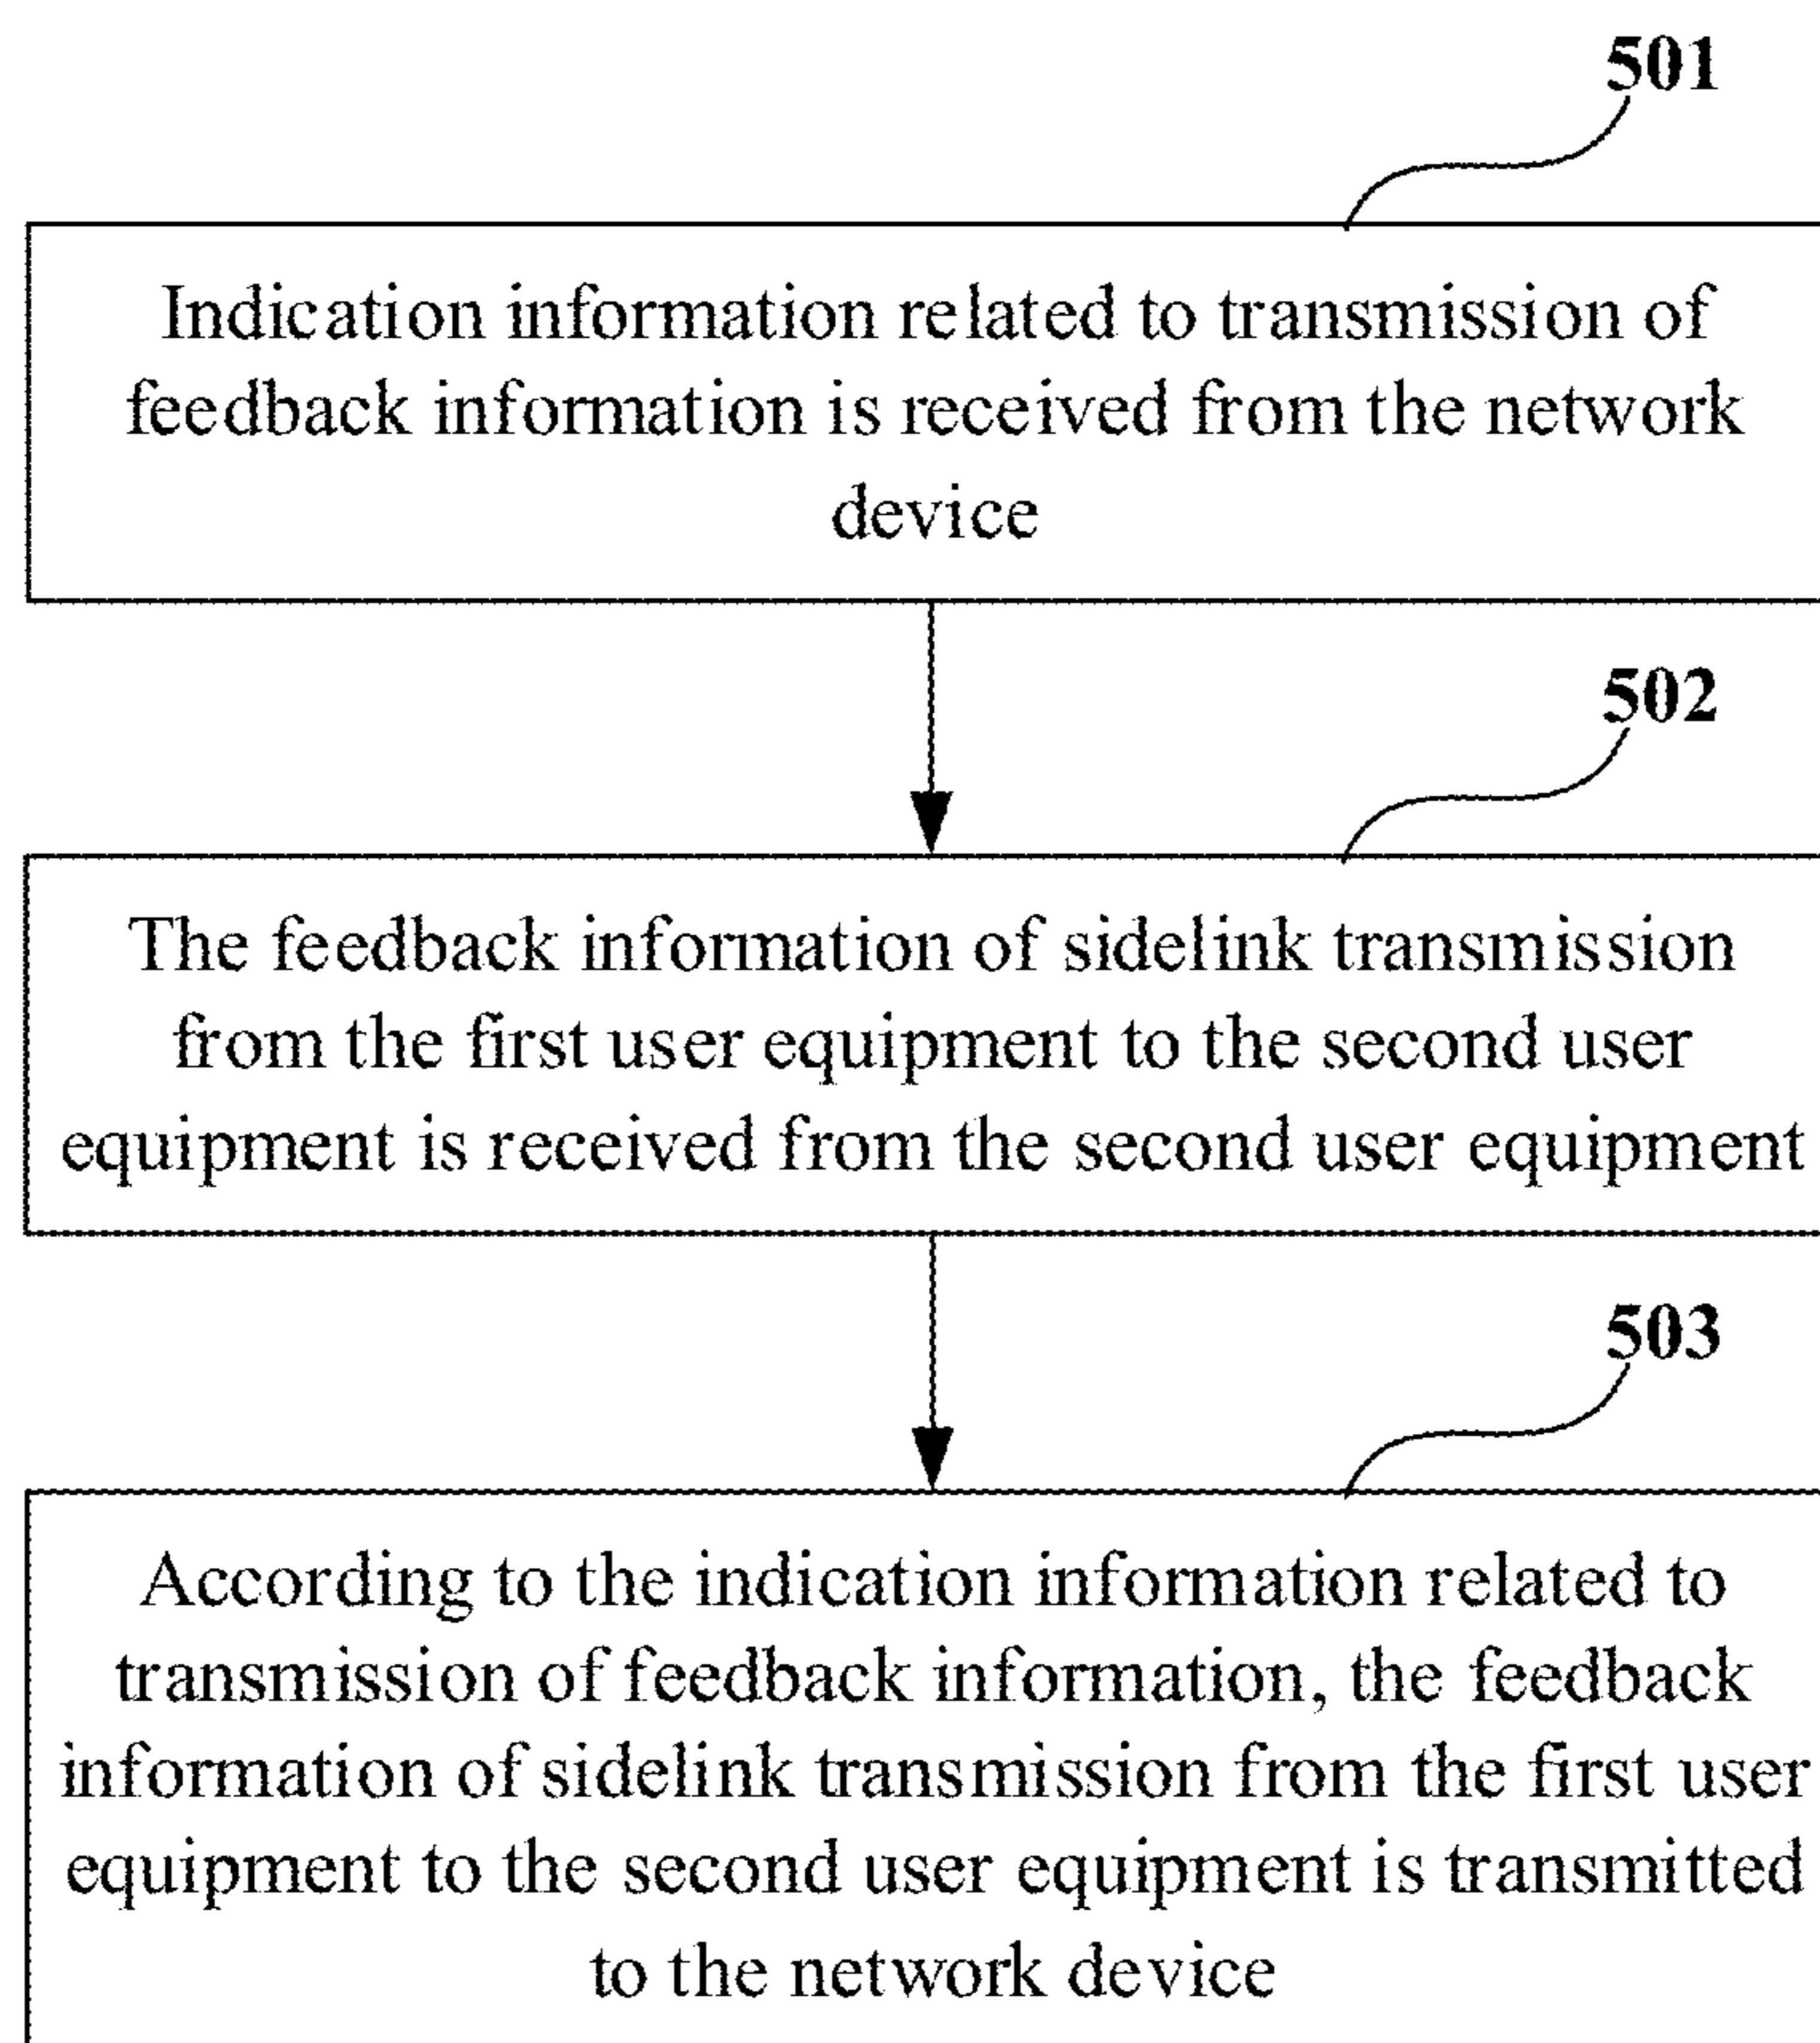 501
Indication information related to transmission of
feedback information is received from the network
device
502
The feedback information of sidelink transmission
from the first user equipment to the second user
equipment is received from the second user equipment
503
According to the indication information related to
transmission of feedback information, the feedback
information of sidelink transmission from the first user
equipment to the second user equipment is transmitted
to the network device